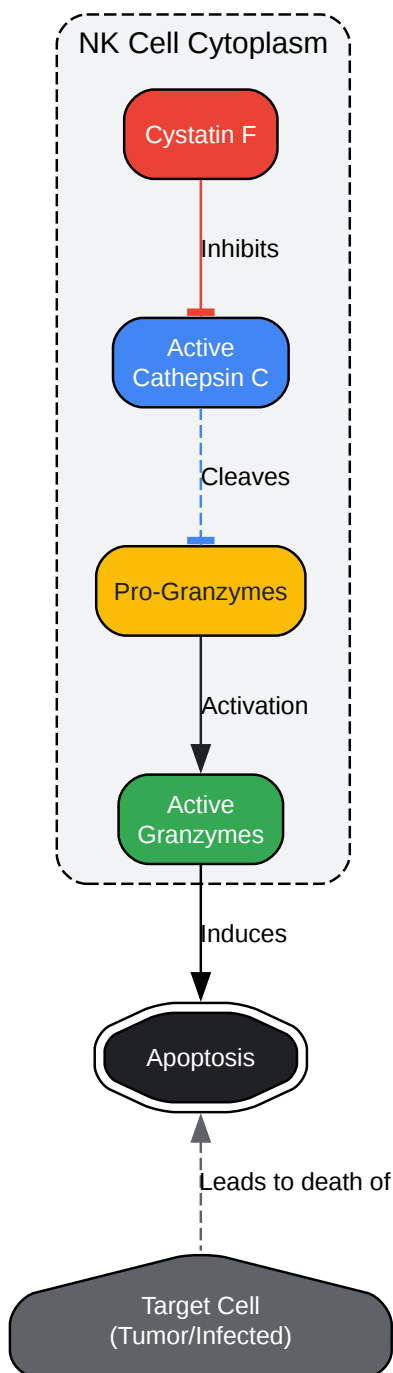 NK Cell Cytoplasm
Cystatin F
Inhibits
Active
Cathepsin C
Cleaves
Pro-Granzymes
Activation
Active
Granzymes
Induces
Apoptosis
Leads to death of
Target Cell
(Tumor/Infected)